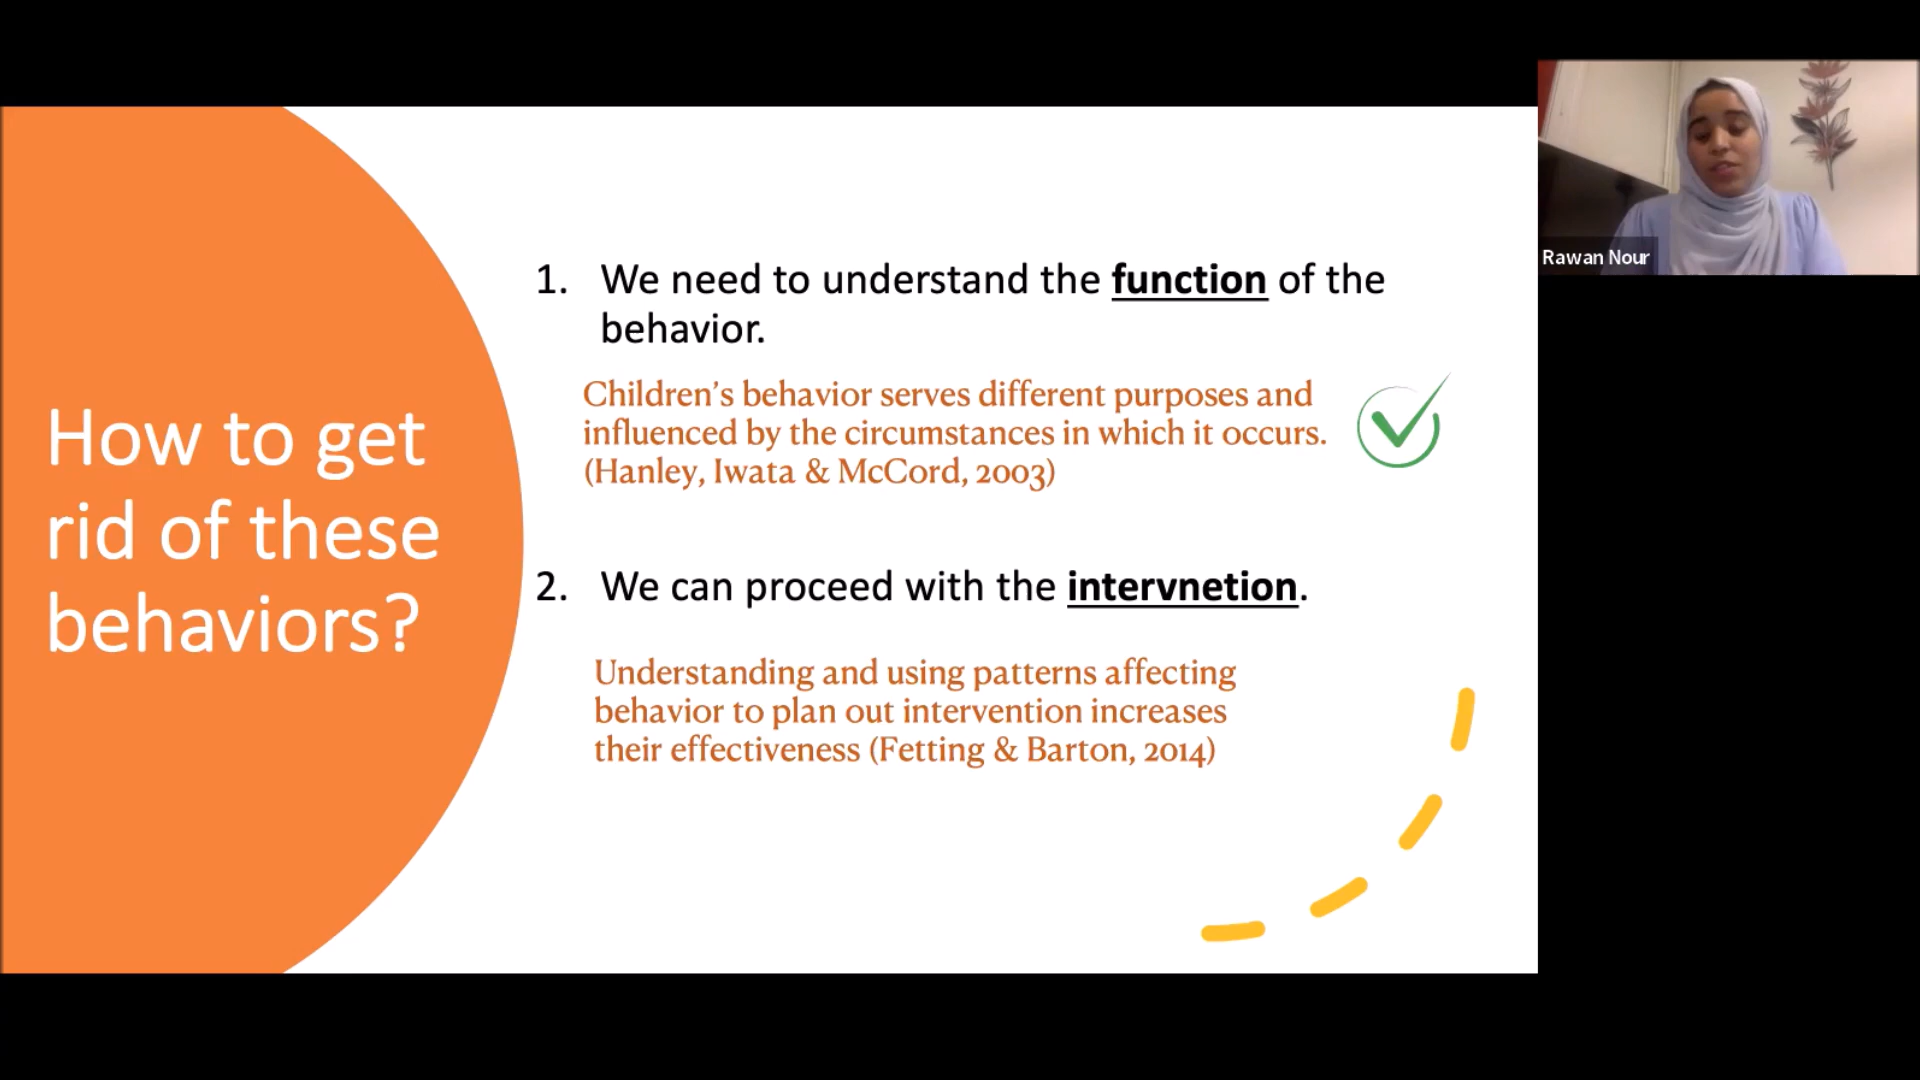 How to get
rid of these
behaviors?
1. We need to understand the function of the
behavior.
Children's behavior serves different purposes and
influenced by the circumstances in which it occurs.
(Hanley, Iwata & McCord, 2003)
2. We can proceed with the intervnetion.
Understanding and using patterns affecting
behavior to plan out intervention increases
their effectiveness (Fetting & Barton, 2014)
Rawan Nour